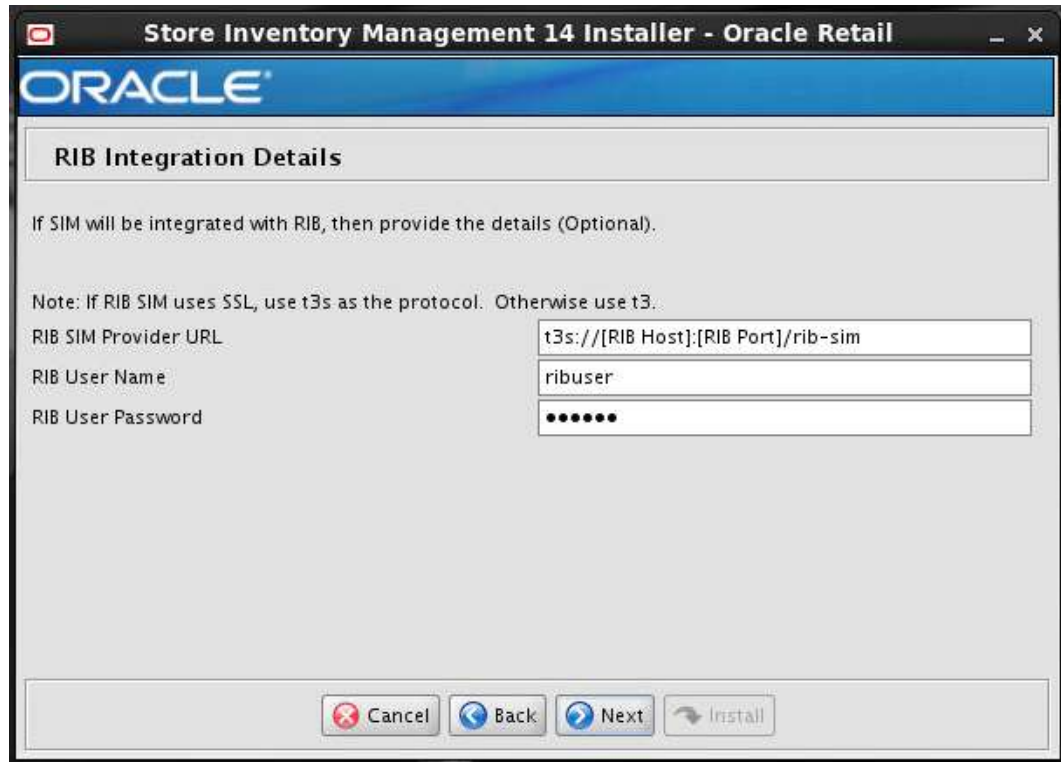 Store Inventory Management 14 Installer - Oracle Retail
ORACLE
RIB Integration Details
If SIM will be integrated with RIB, then provide the details (Optional).
Note: If RIB SIM uses SSL, use t3s as the protocol. Otherwise use t3.
RIB SIM Provider URL t3s://[RIB Host]:[RIB Port]/rib-sim
RIB User Name ribuser
RIB User Password ●●●●●●
Cancel Back Next Install